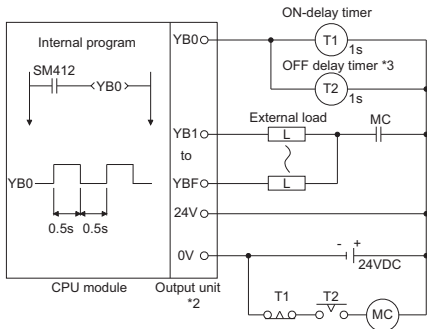 ON-delay timer
Internal program
YB0
T1
1s
SM412
YB0
OFF delay timer *3
T2
1s
External load
MC
YB1
L
to
YB0
YBF
L
24V
0.5s 0.5s
0V
- +
24VDC
CPU module
Output unit
*2
T1
T2
MC